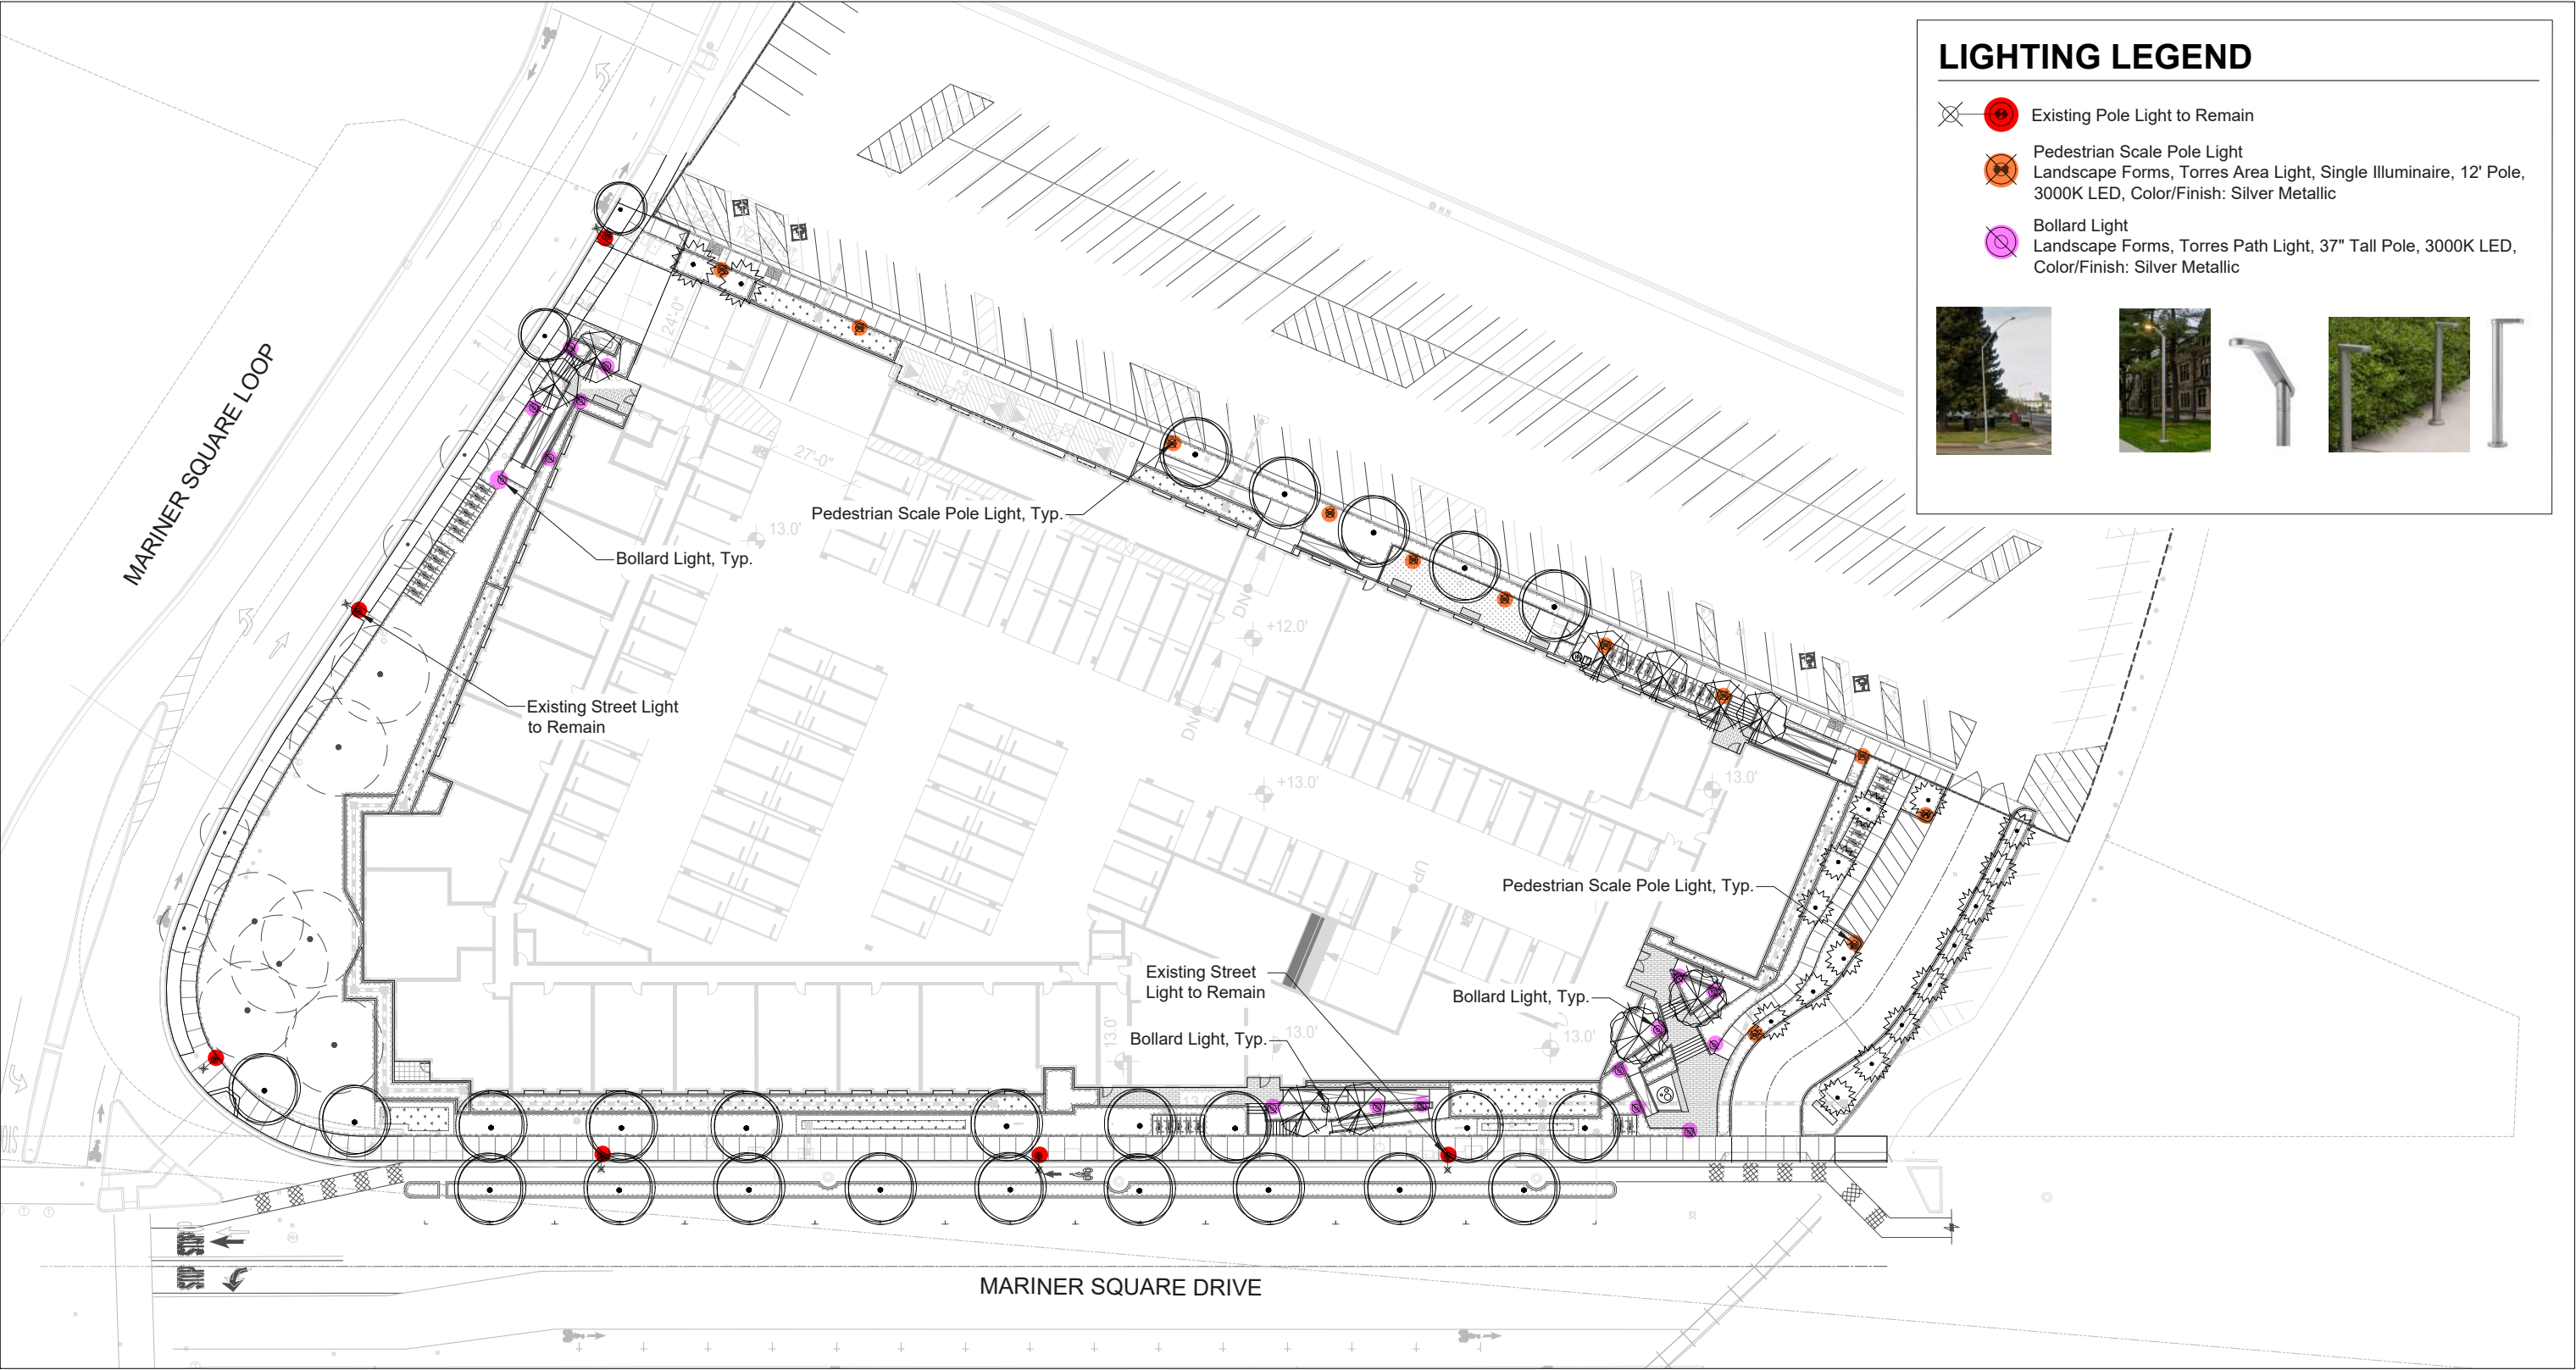 LIGHTING LEGEND
Existing Pole Light to Remain
Pedestrian Scale Pole Light
Landscape Forms, Torres Area Light, Single Illuminaire, 12' Pole,
3000K LED, Color/Finish: Silver Metallic
Bollard Light
Landscape Forms, Torres Path Light, 37" Tall Pole, 3000K LED,
Color/Finish: Silver Metallic
24'-0"
MARINER SQUARE LOOP
27'-0"
Pedestrian Scale Pole Light, Typ.
13.0'
Bollard Light, Typ.
DN
+12.0'
Existing Street Light
to Remain
DN
+13.0'
13.0'
UP
Pedestrian Scale Pole Light, Typ.
Existing Street
Light to Remain
Bollard Light, Typ.
13.0'
Bollard Light, Typ.
13.0'
13.0'
STOP
STOP
MARINER SQUARE DRIVE